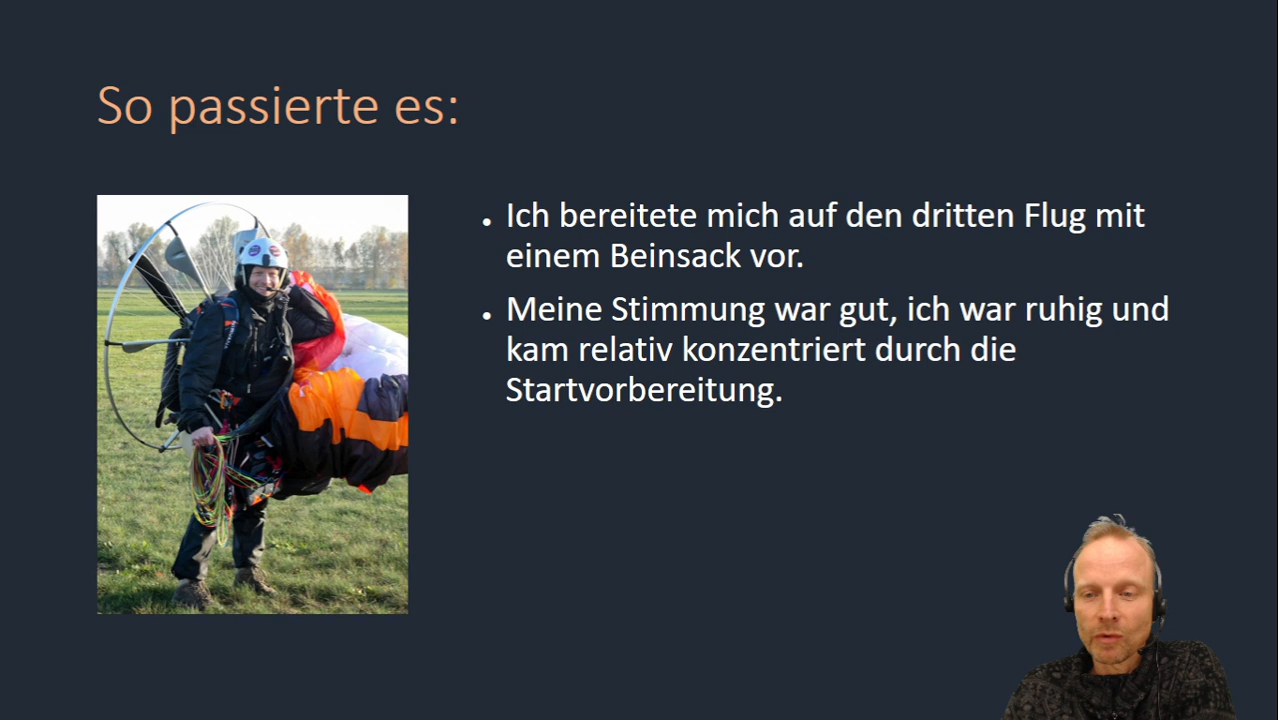 So passierte es:
• Ich bereitete mich auf den dritten Flug mit
einem Beinsack vor.
• Meine Stimmung war gut, ich war ruhig und
kam relativ konzentriert durch die
Startvorbereitung.